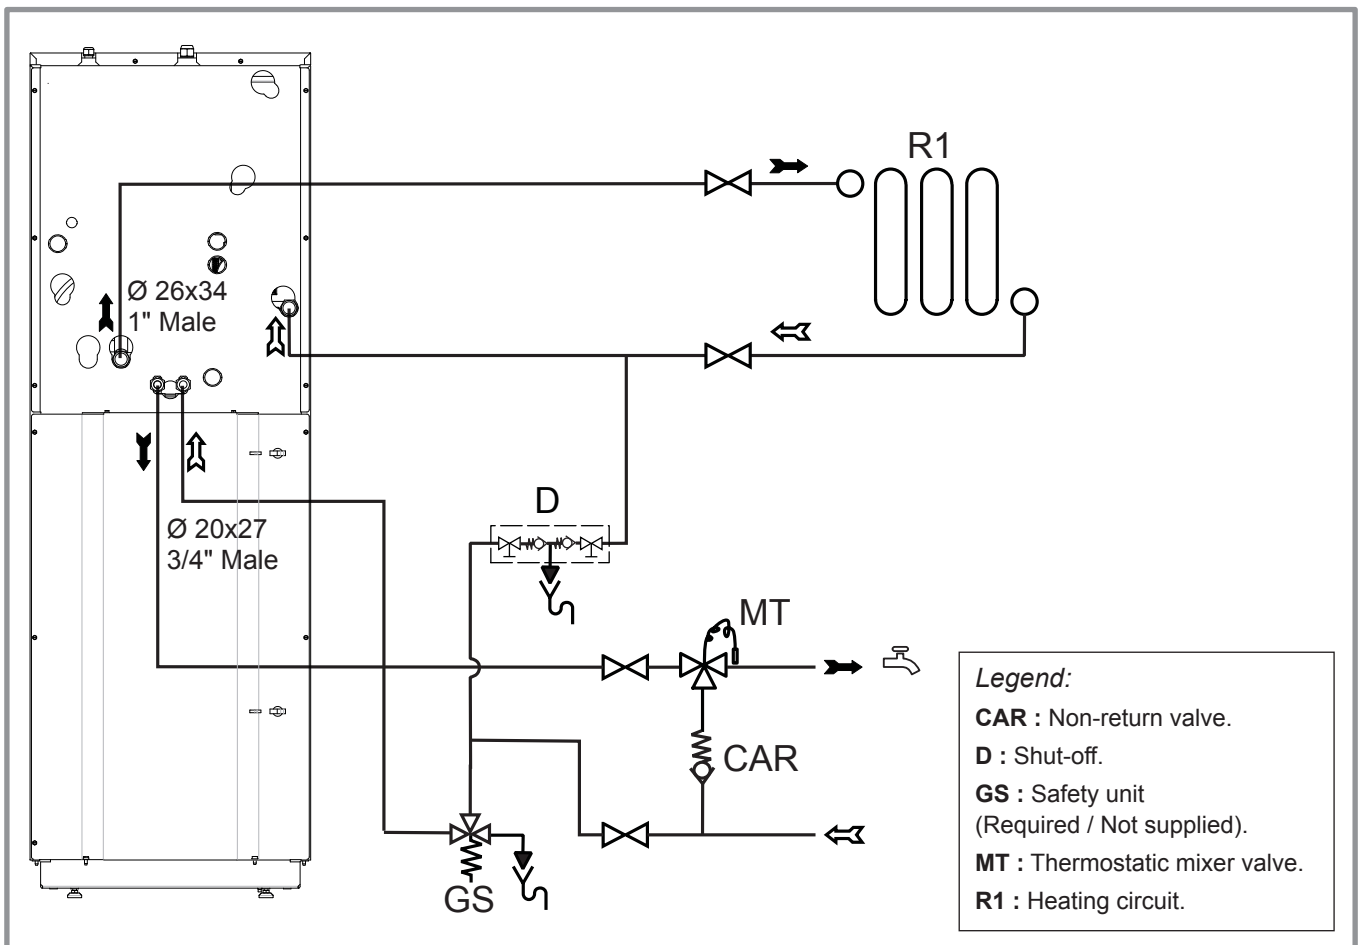 R1
Ø 26x34
1" Male
Ø 20x27
3/4" Male
D
MT
CAR
GS
Legend:
CAR : Non-return valve.
D : Shut-off.
GS : Safety unit
(Required / Not supplied).
MT : Thermostatic mixer valve.
R1 : Heating circuit.